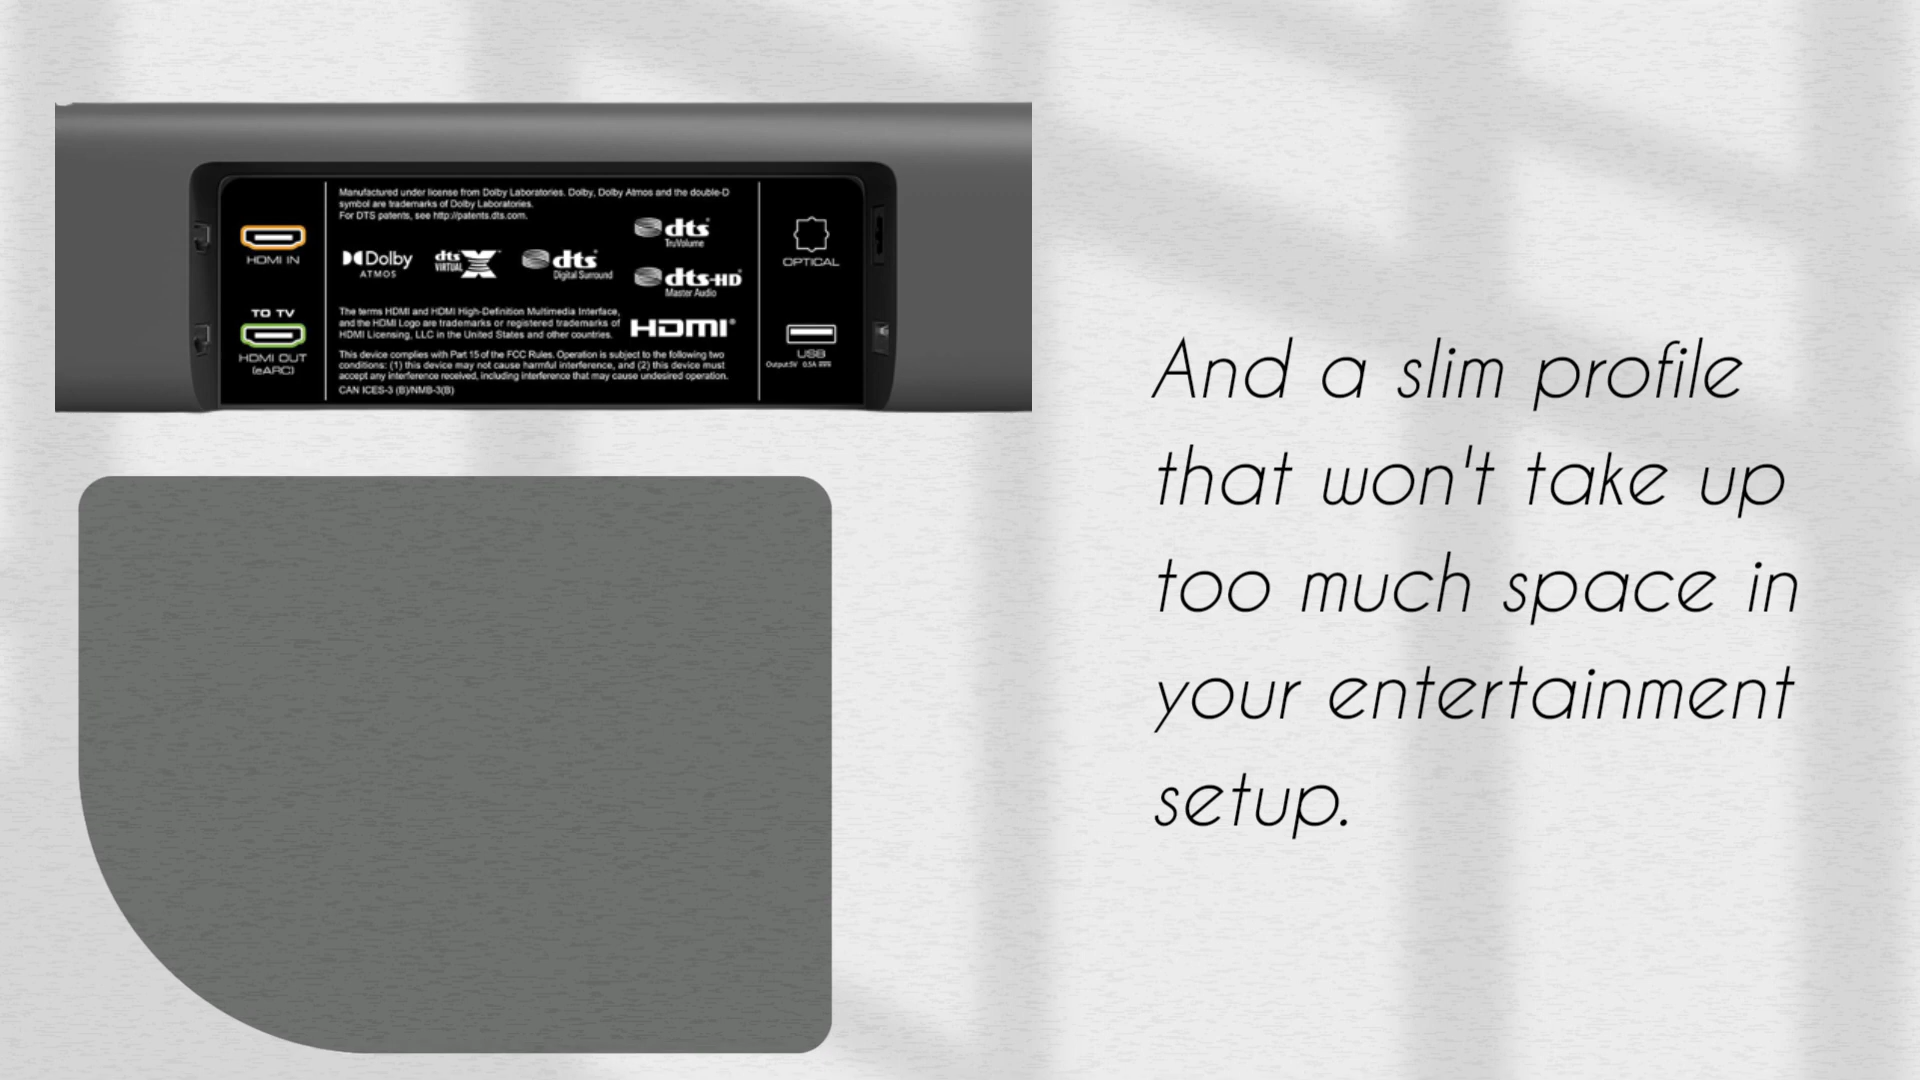 Manufactured under license from Dolby Laboratories. Dolby, Dolby Atmos and the double-D
symbol are trademarks of Dolby Laboratories.
For DTS patents, see http://patents.dts.com.
HDMI IN
Dolby
ATMOS
dts
VIRTUAL X
dts
Digital Surround
dts
TruVolume
dts-HD
Master Audio
OPTICAL
TO TV
HDMI OUT
(eARC)
The terms HDMI and HDMI High-Definition Multimedia Interface,
and the HDMI Logo are trademarks or registered trademarks of
HDMI Licensing, LLC in the United States and other countries.
HDMI®
This device complies with Part 15 of the FCC Rules. Operation is subject to the following two
conditions: (1) this device may not cause harmful interference, and (2) this device must
accept any interference received, including interference that may cause undesired operation.
CAN ICES-3 (B)/NMB-3(B)
USB
Output:5V 0.5A
And a slim profile
that won't take up
too much space in
your entertainment
setup.